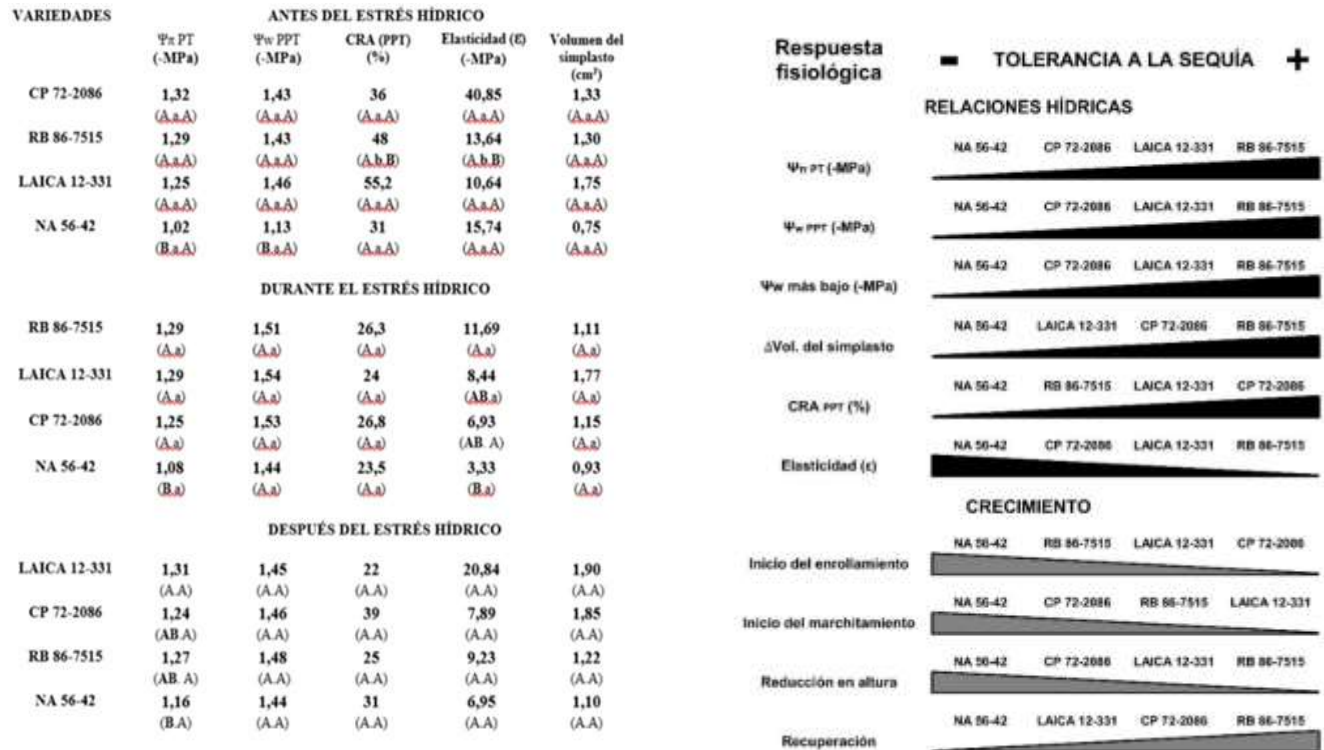 VARIEDADES ANTES DEL ESTRÉS HÍDRICO
Ψπ PT Ψw PPT CRA (PPT) Elasticidad (ℇ) Volumen del
(-MPa) (-MPa) (%) (-MPa) simplasto
(cm³)
CP 72-2086 1,32 1,43 36 40,85 1,33
(A.a.A) (A.a.A) (A.a.A) (A.a.A) (A.a.A)
RB 86-7515 1,29 1,43 48 13,64 1,30
(A.a.A) (A.a.A) (A.b.B) (A.b.B) (A.a.A)
LAICA 12-331 1,25 1,46 55,2 10,64 1,75
(A.a.A) (A.a.A) (A.a.A) (A.a.A) (A.a.A)
NA 56-42 1,02 1,13 31 15,74 0,75
(B.a.A) (B.a.A) (A.a.A) (A.a.A) (A.a.A)
DURANTE EL ESTRÉS HÍDRICO
RB 86-7515 1,29 1,51 26,3 11,69 1,11
(A.a) (A.a) (A.a) (A.a) (A.a)
LAICA 12-331 1,29 1,54 24 8,44 1,77
(A.a) (A.a) (A.a) (AB.a) (A.a)
CP 72-2086 1,25 1,53 26,8 6,93 1,15
(A.a) (A.a) (A.a) (AB. A) (A.a)
NA 56-42 1,08 1,44 23,5 3,33 0,93
(B.a) (A.a) (A.a) (B.a) (A.a)
DESPUÉS DEL ESTRÉS HÍDRICO
LAICA 12-331 1,31 1,45 22 20,84 1,90
(A.A) (A.A) (A.A) (A.A) (A.A)
CP 72-2086 1,24 1,46 39 7,89 1,85
(AB.A) (A.A) (A.A) (A.A) (A.A)
RB 86-7515 1,27 1,48 25 9,23 1,22
(AB. A) (A.A) (A.A) (A.A) (A.A)
NA 56-42 1,16 1,44 31 6,95 1,10
(B.A) (A.A) (A.A) (A.A) (A.A)
Respuesta
fisiológica
- TOLERANCIA A LA SEQUÍA +
RELACIONES HÍDRICAS
NA 56-42 CP 72-2086 LAICA 12-331 RB 86-7515
Ψπ PT (-MPa)
NA 56-42 CP 72-2086 LAICA 12-331 RB 86-7515
Ψw PPT (-MPa)
NA 56-42 CP 72-2086 LAICA 12-331 RB 86-7515
Ψw más bajo (-MPa)
NA 56-42 LAICA 12-331 CP 72-2086 RB 86-7515
ΔVol. del simplasto
NA 56-42 RB 86-7515 LAICA 12-331 CP 72-2086
CRA PPT (%)
NA 56-42 CP 72-2086 LAICA 12-331 RB 86-7515
Elasticidad (ε)
CRECIMIENTO
NA 56-42 RB 86-7515 LAICA 12-331 CP 72-2086
Inicio del enrollamiento
NA 56-42 CP 72-2086 RB 86-7515 LAICA 12-331
Inicio del marchitamiento
NA 56-42 CP 72-2086 LAICA 12-331 RB 86-7515
Reducción en altura
NA 56-42 LAICA 12-331 CP 72-2086 RB 86-7515
Recuperación